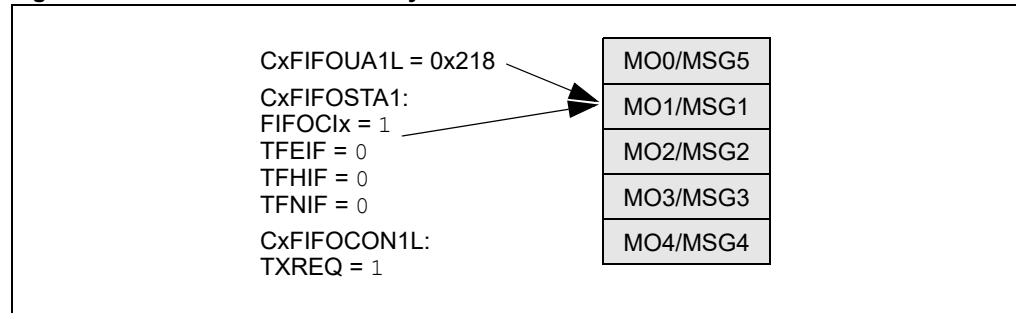 CxFIFOUA1L = 0x218
CxFIFOSTA1:
FIFOCIx = 1
TFEIF = 0
TFHIF = 0
TFNIF = 0
CxFIFOCON1L:
TXREQ = 1
MO0/MSG5
MO1/MSG1
MO2/MSG2
MO3/MSG3
MO4/MSG4